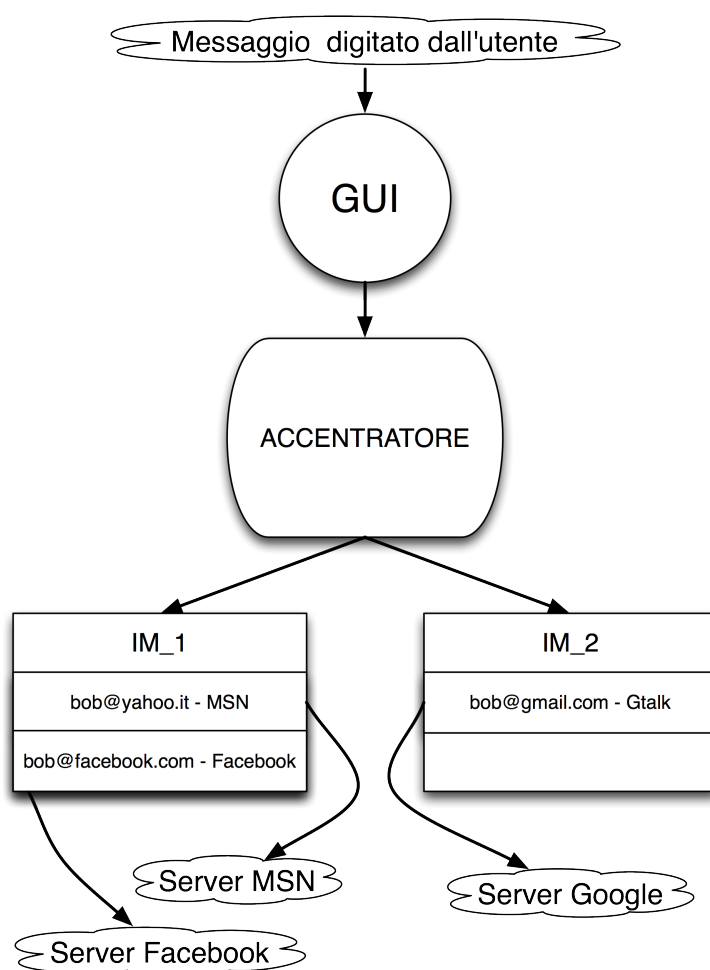 Messaggio digitato dall'utente
GUI
ACCENTRATORE
IM_1
bob@yahoo.it - MSN
bob@facebook.com - Facebook
IM_2
bob@gmail.com - Gtalk
Server MSN
Server Google
Server Facebook